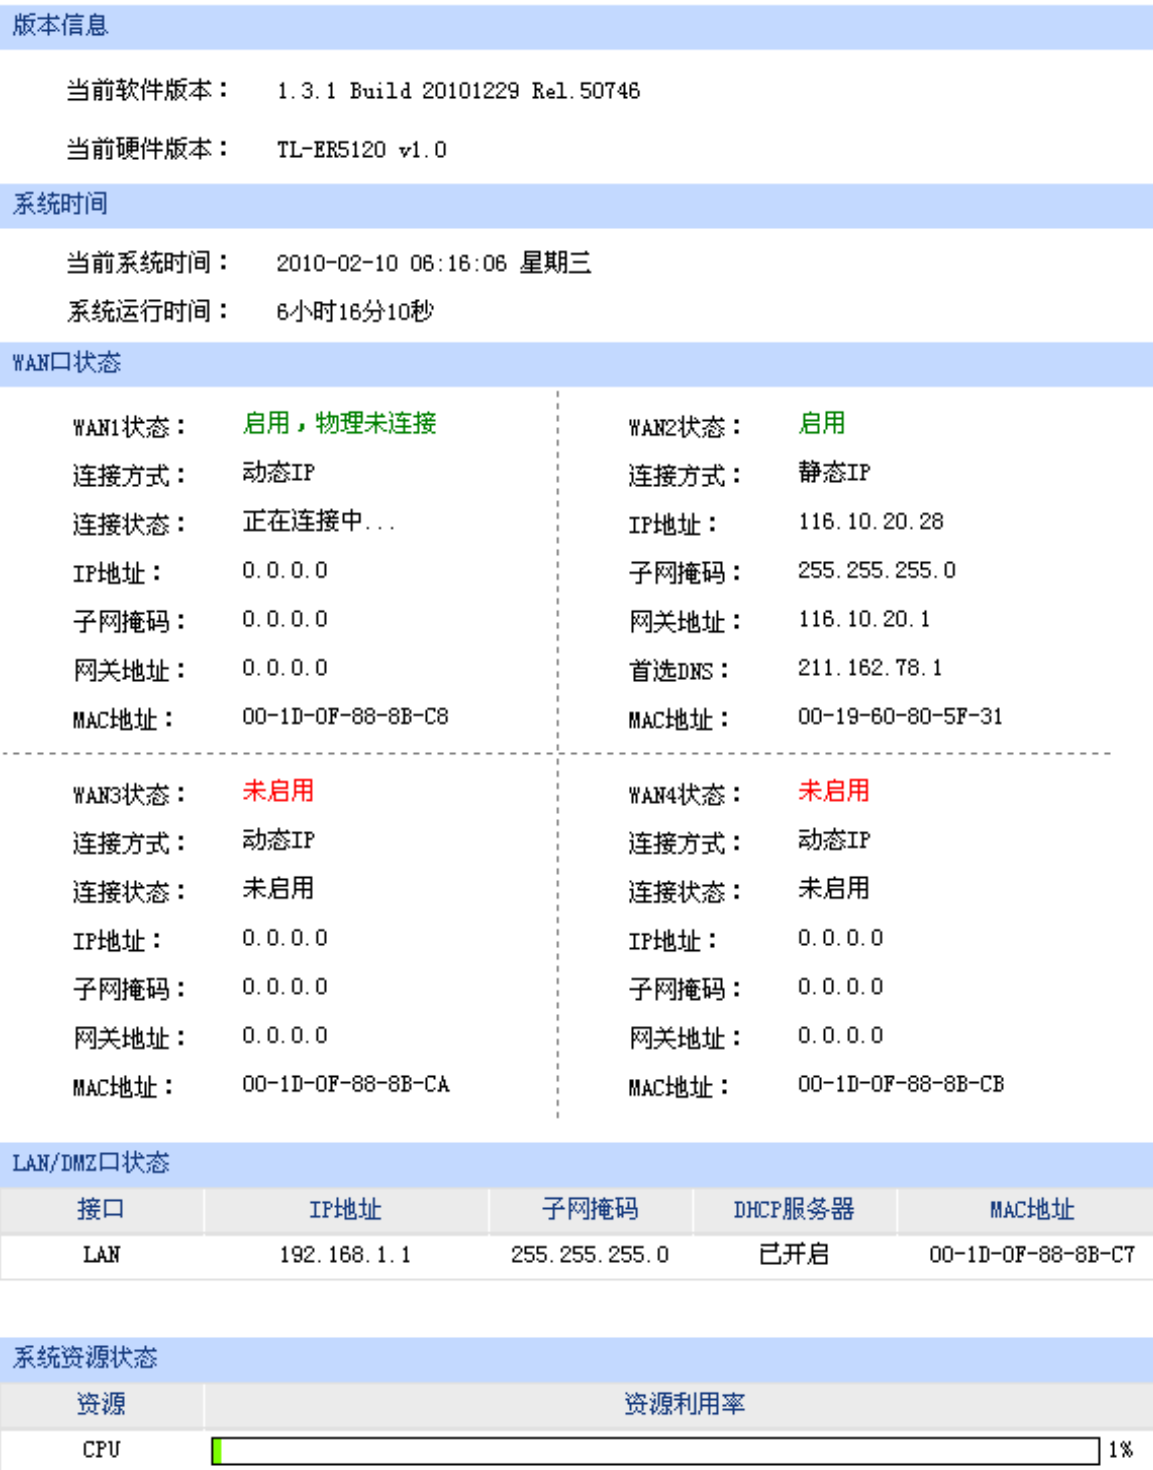 版本信息
当前软件版本： 1.3.1 Build 20101229 Rel.50746
当前硬件版本： TL-ER5120 v1.0
系统时间
当前系统时间： 2010-02-10 06:16:06 星期三
系统运行时间： 6小时16分10秒
WAN口状态
WAN1状态： 启用，物理未连接 WAN2状态： 启用
连接方式： 动态IP 连接方式： 静态IP
连接状态： 正在连接中... IP地址： 116.10.20.28
IP地址： 0.0.0.0 子网掩码： 255.255.255.0
子网掩码： 0.0.0.0 网关地址： 116.10.20.1
网关地址： 0.0.0.0 首选DNS： 211.162.78.1
MAC地址： 00-1D-0F-88-8B-C8 MAC地址： 00-19-60-80-5F-31
WAN3状态： 未启用 WAN4状态： 未启用
连接方式： 动态IP 连接方式： 动态IP
连接状态： 未启用 连接状态： 未启用
IP地址： 0.0.0.0 IP地址： 0.0.0.0
子网掩码： 0.0.0.0 子网掩码： 0.0.0.0
网关地址： 0.0.0.0 网关地址： 0.0.0.0
MAC地址： 00-1D-0F-88-8B-CA MAC地址： 00-1D-0F-88-8B-CB
LAN/DMZ口状态
接口 IP地址 子网掩码 DHCP服务器 MAC地址
LAN 192.168.1.1 255.255.255.0 已开启 00-1D-0F-88-8B-C7
系统资源状态
资源 资源利用率
CPU 1%